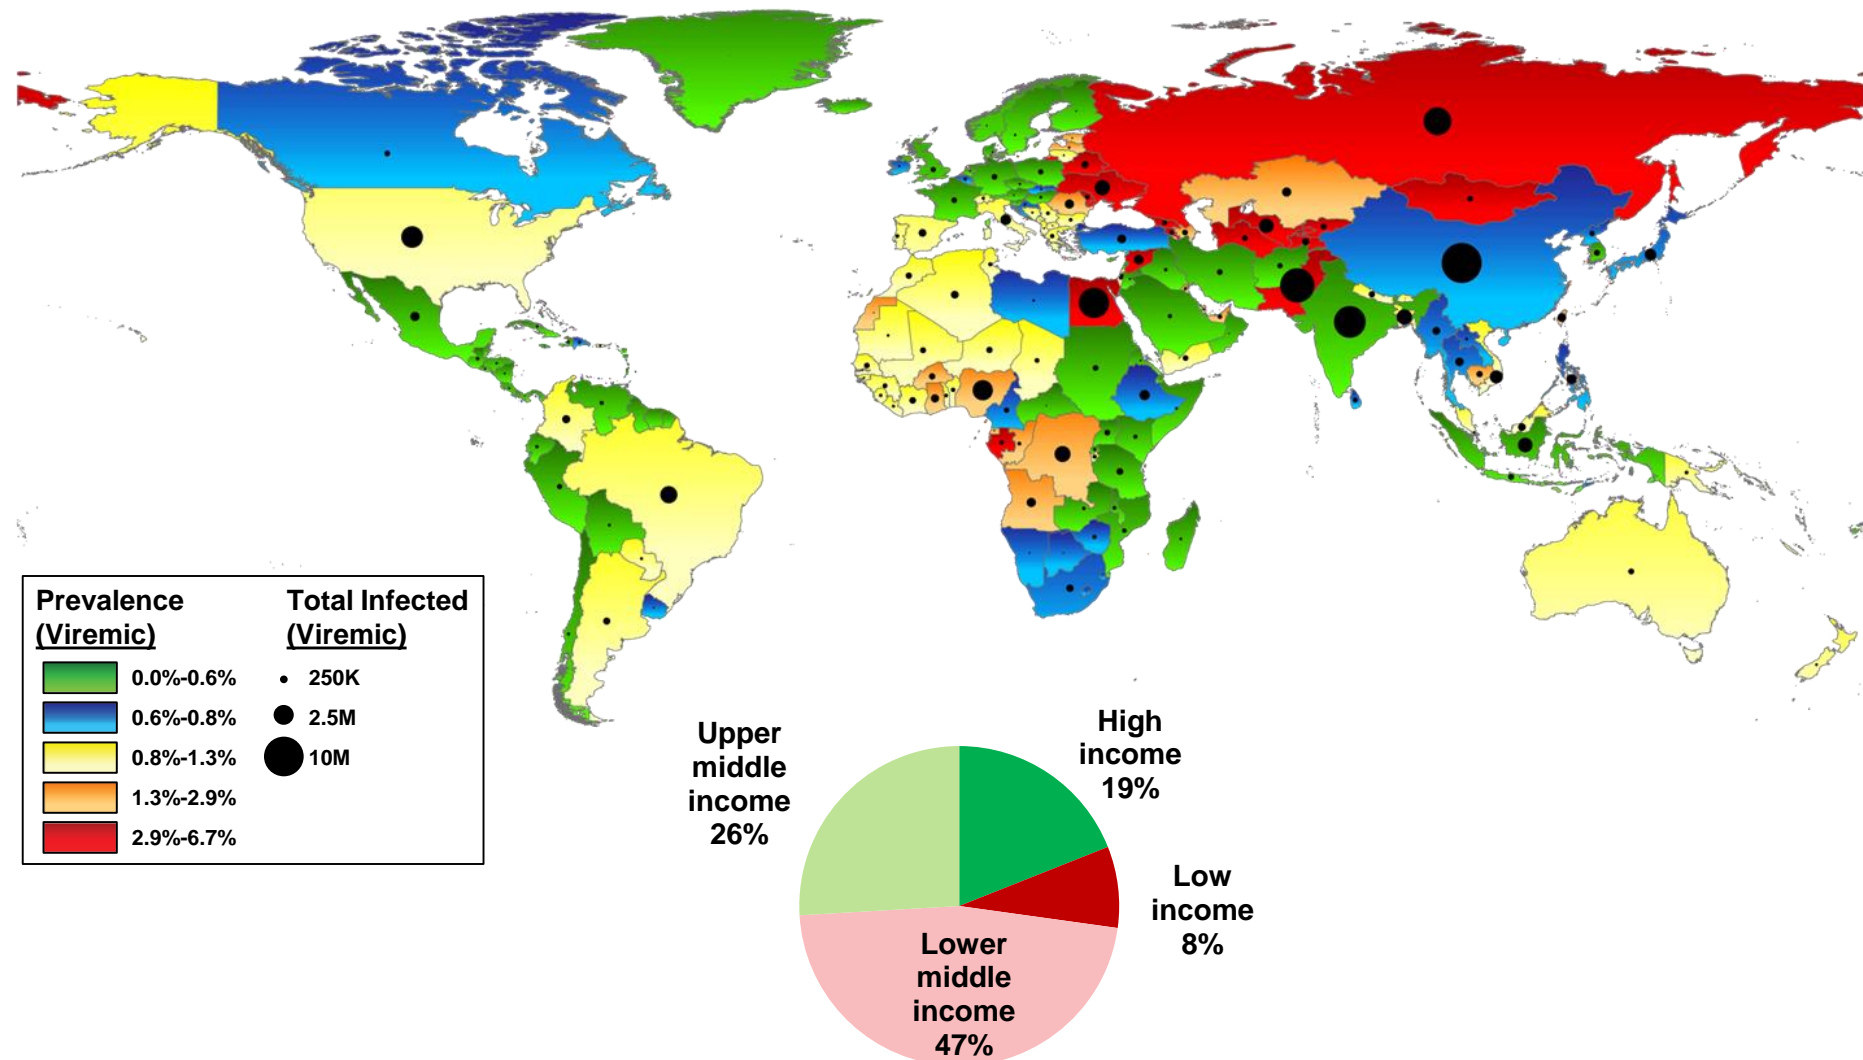 Prevalence
(Viremic)
Total Infected
(Viremic)
0.0%-0.6%
0.6%-0.8%
0.8%-1.3%
1.3%-2.9%
2.9%-6.7%
250K
2.5M
10M
Upper
middle
income
26%
High
income
19%
Low
income
8%
Lower
middle
income
47%